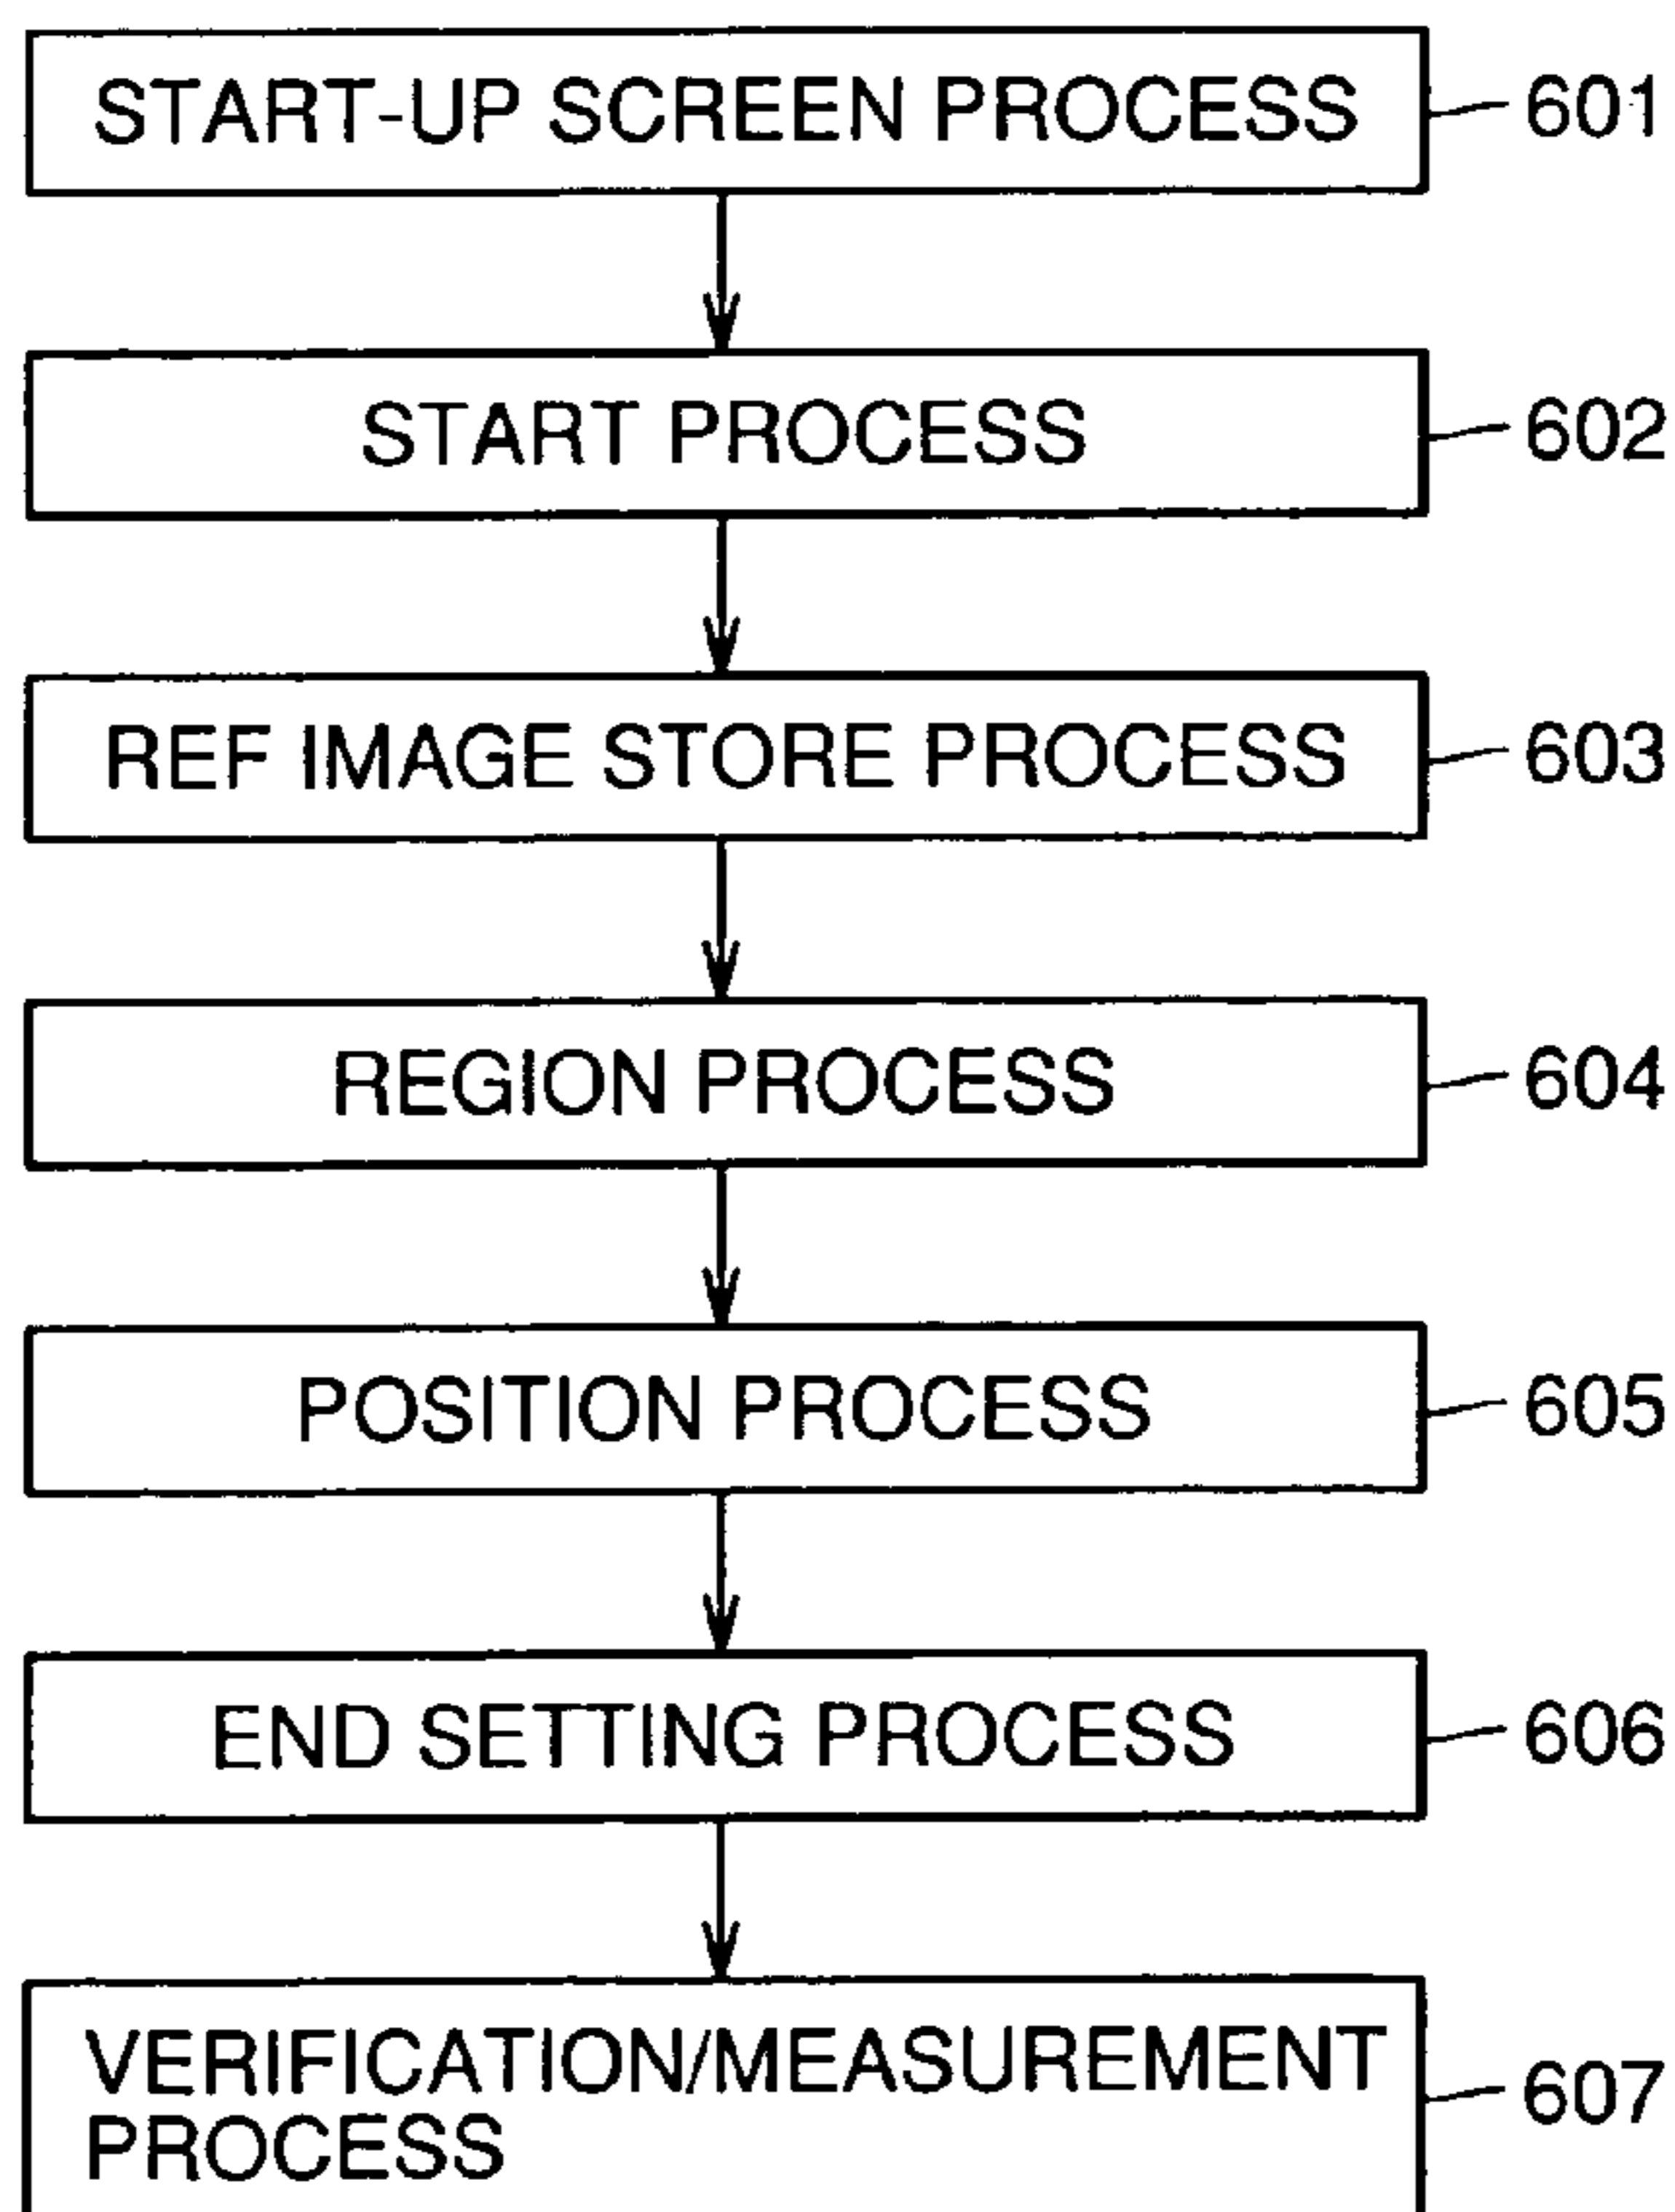 START-UP SCREEN PROCESS 601
START PROCESS 602
REF IMAGE STORE PROCESS 603
REGION PROCESS 604
POSITION PROCESS 605
END SETTING PROCESS 606
VERIFICATION/MEASUREMENT
PROCESS
607